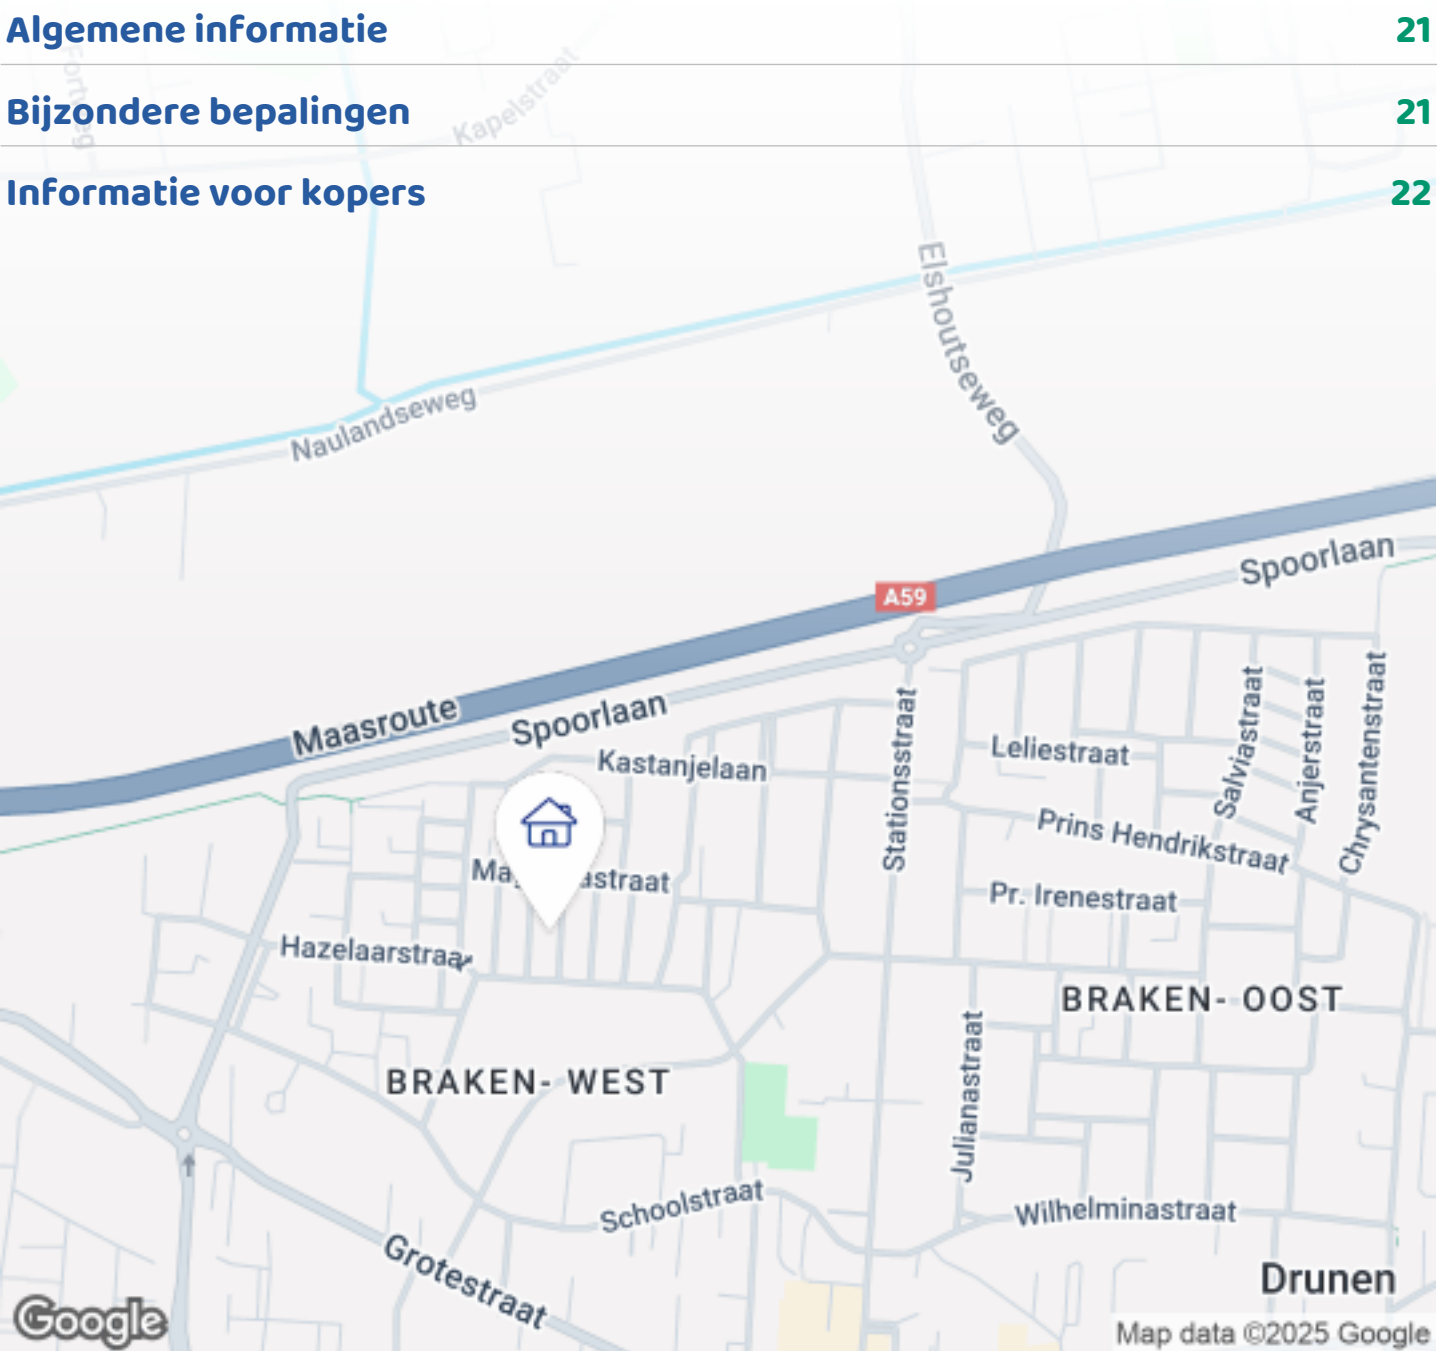 Algemene informatie 21
Bijzondere bepalingen 21
Informatie voor kopers 22
Kapelstraat
Elshoutseweg
Naulandseweg
Spoorlaan
A59
Maasroute
Spoorlaan
Kastanjelaan
Stationsstraat
Leliestraat
Salviastraat
Anjerstraat
Chrysantenstraat
Prins Hendrikstraat
Pr. Irenestraat
Hazelaarstraa
BRAKEN- OOST
BRAKEN- WEST
Julianastraat
Schoolstraat
Wilhelminastraat
Grotestraat
Drunen
Google
Map data ©2025 Google